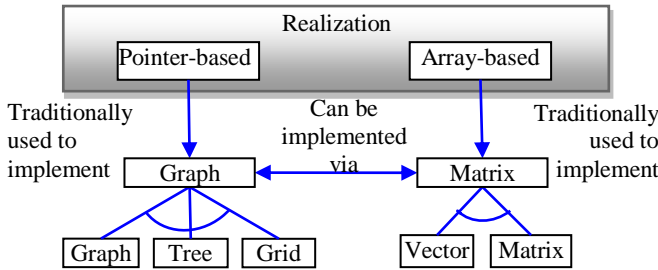 Realization
Pointer-based
Array-based
Traditionally
used to
implement
Can be
implemented
via
Traditionally
used to
implement
Graph
Matrix
Graph
Tree
Grid
Vector
Matrix